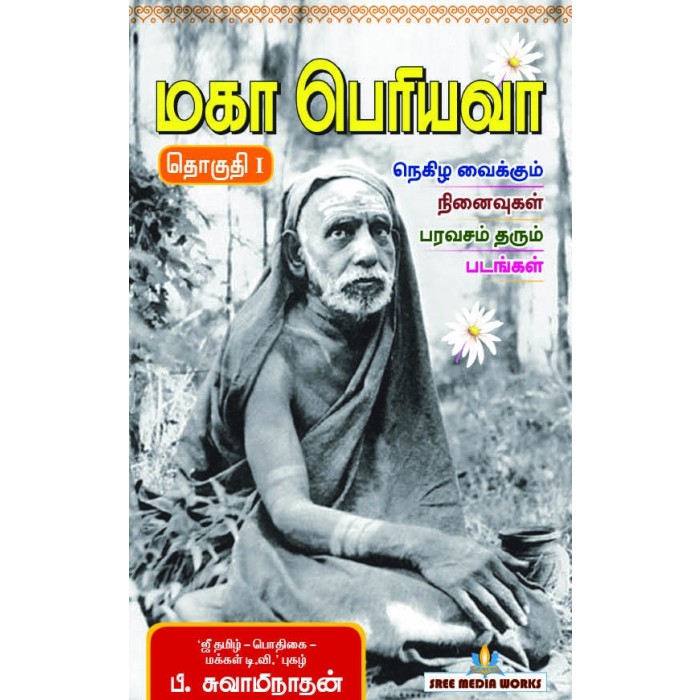 மகா பெரியவா
தொகுதி I
நெகிழ வைக்கும்
நினைவுகள்
பரவசம் தரும்
படங்கள்
‘ஜீ தமிழ் – பொதிகை –
மக்கள் டி.வி.’ புகழ்
பி. சுவாமிநாதன்
SREE MEDIA WORKS